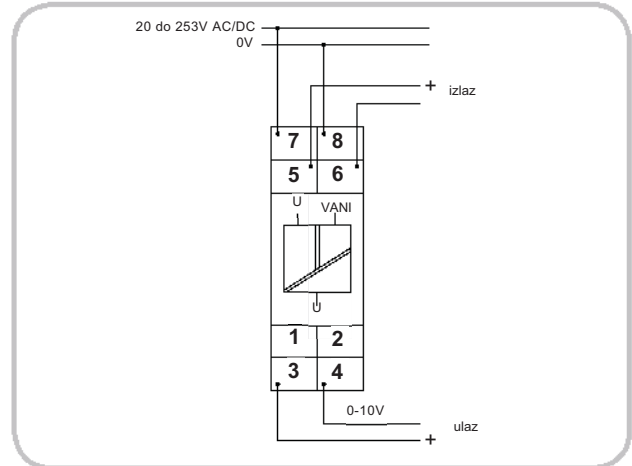 20 do 253V AC/DC
0V
+ izlaz
7 8
5 6
U VANI
U
1 2
3 4
0-10V
ulaz
+